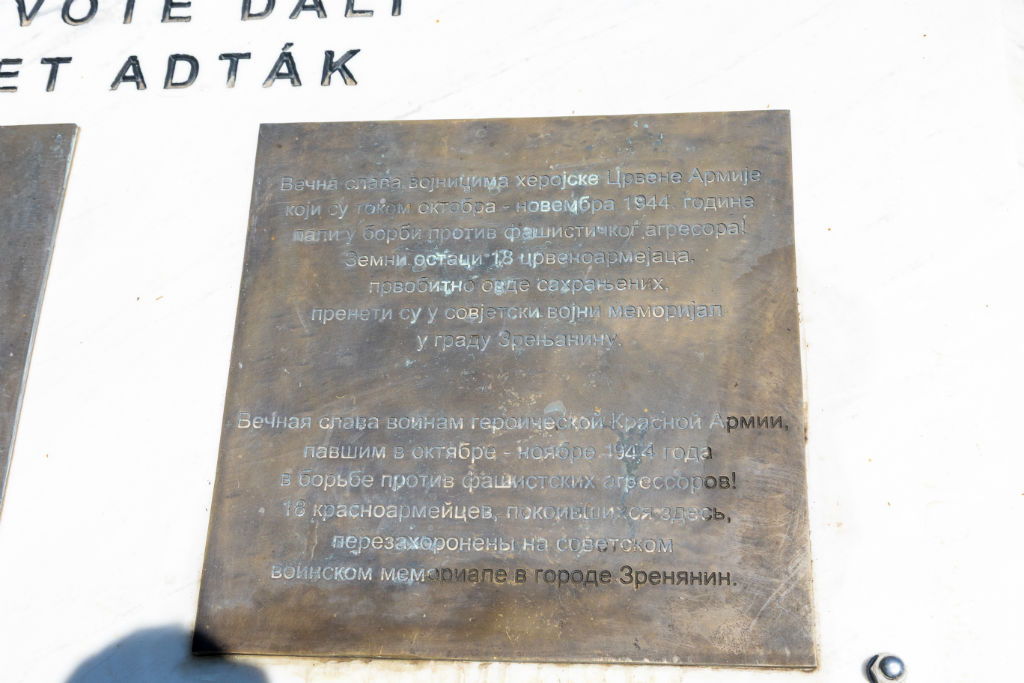 VOTE DALI
ET ADTÁK
Вечна слава војницима херојске Црвене Армије
који су током октобра - новембра 1944. године
пали у борби против фашистичког агресора!
Земни остаци 18 црвеноармејаца,
првобитно овде сахрањених,
пренети су у совјетски војни меморијал
у граду Зрењанину.
Вечная слава воинам героической Красной Армии,
павшим в октябре - ноябре 1944 года
в борьбе против фашистских агрессоров!
18 красноармейцев, покоившихся здесь,
перезахоронены на советском
воинском мемориале в городе Зренянин.